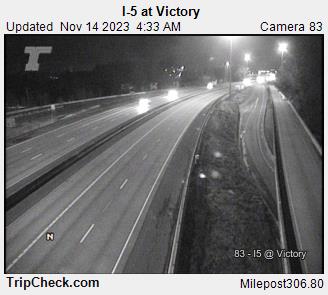 I-5 at Victory
Updated Nov 14 2023 4:33 AM Camera 83
T
N
83 - I5 @ Victory
TripCheck.com Milepost306.80